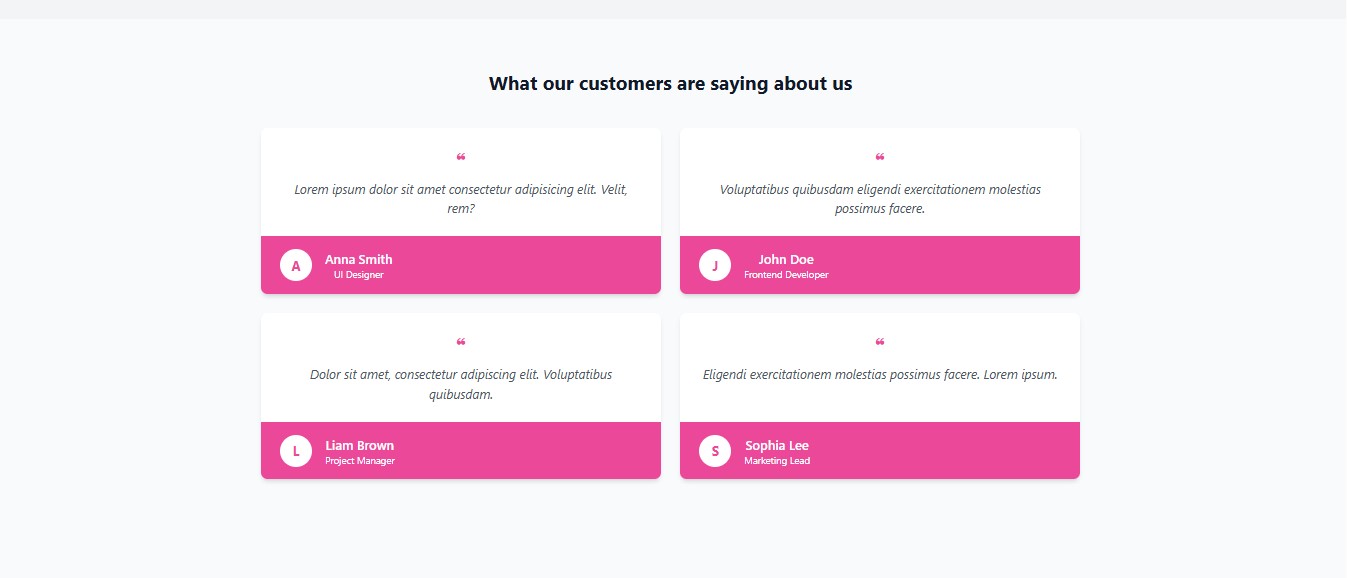 What our customers are saying about us
❝
Lorem ipsum dolor sit amet consectetur adipisicing elit. Velit,
rem?
A
Anna Smith
UI Designer
❝
Voluptatibus quibusdam eligendi exercitationem molestias
possimus facere.
J
John Doe
Frontend Developer
❝
Dolor sit amet, consectetur adipiscing elit. Voluptatibus
quibusdam.
L
Liam Brown
Project Manager
❝
Eligendi exercitationem molestias possimus facere. Lorem ipsum.
S
Sophia Lee
Marketing Lead